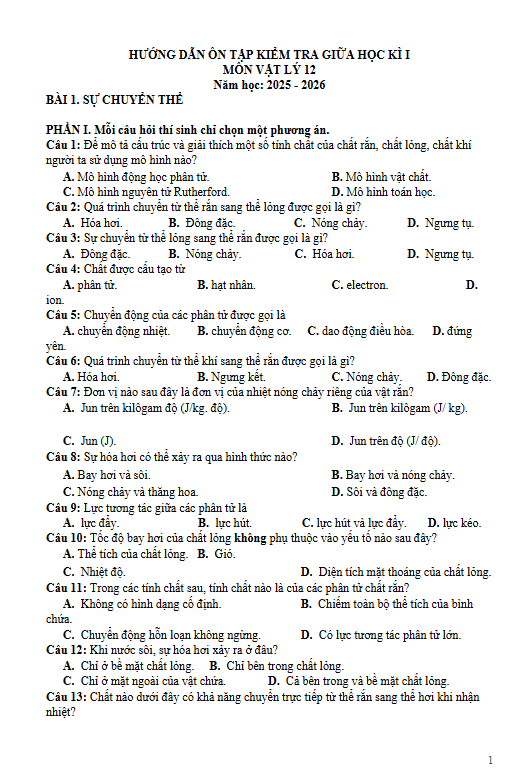 HƯỚNG DẪN ÔN TẬP KIỂM TRA GIỮA HỌC KÌ I
MÔN VẬT LÝ 12
Năm học: 2025 - 2026
BÀI 1. SỰ CHUYỂN THỂ
PHẦN I. Mỗi câu hỏi thí sinh chỉ chọn một phương án.
Câu 1: Để mô tả cấu trúc và giải thích một số tính chất của chất rắn, chất lỏng, chất khí
người ta sử dụng mô hình nào?
A. Mô hình động học phân tử. B. Mô hình vật chất.
C. Mô hình nguyên tử Rutherford. D. Mô hình toán học.
Câu 2: Quá trình chuyển từ thể rắn sang thể lỏng được gọi là gì?
A. Hóa hơi. B. Đông đặc. C. Nóng chảy. D. Ngưng tụ.
Câu 3: Sự chuyển từ thể lỏng sang thể rắn được gọi là gì?
A. Đông đặc. B. Nóng chảy. C. Hóa hơi. D. Ngưng tụ.
Câu 4: Chất được cấu tạo từ
A. phân tử. B. hạt nhân. C. electron. D.
ion.
Câu 5: Chuyển động của các phân tử được gọi là
A. chuyển động nhiệt. B. chuyển động cơ. C. dao động điều hòa. D. đứng
yên.
Câu 6: Quá trình chuyển từ thể khí sang thể rắn được gọi là gì?
A. Hóa hơi. B. Ngưng kết. C. Nóng chảy. D. Đông đặc.
Câu 7: Đơn vị nào sau đây là đơn vị của nhiệt nóng chảy riêng của vật rắn?
A. Jun trên kilôgam độ (J/kg. độ). B. Jun trên kilôgam (J/ kg).
C. Jun (J). D. Jun trên độ (J/ độ).
Câu 8: Sự hóa hơi có thể xảy ra qua hình thức nào?
A. Bay hơi và sôi. B. Bay hơi và nóng chảy.
C. Nóng chảy và thăng hoa. D. Sôi và đông đặc.
Câu 9: Lực tương tác giữa các phân tử là
A. lực đẩy. B. lực hút. C. lực hút và lực đẩy. D. lực kéo.
Câu 10: Tốc độ bay hơi của chất lỏng không phụ thuộc vào yếu tố nào sau đây?
A. Thể tích của chất lỏng. B. Gió.
C. Nhiệt độ. D. Diện tích mặt thoáng của chất lỏng.
Câu 11: Trong các tính chất sau, tính chất nào là của các phân tử chất rắn?
A. Không có hình dạng cố định. B. Chiếm toàn bộ thể tích của bình
chứa.
C. Chuyển động hỗn loạn không ngừng. D. Có lực tương tác phân tử lớn.
Câu 12: Khi nước sôi, sự hóa hơi xảy ra ở đâu?
A. Chỉ ở bề mặt chất lỏng. B. Chỉ bên trong chất lỏng.
C. Chỉ ở mặt ngoài của vật chứa. D. Cả bên trong và bề mặt chất lỏng.
Câu 13: Chất nào dưới đây có khả năng chuyển trực tiếp từ thể rắn sang thể hơi khi nhận
nhiệt?
1